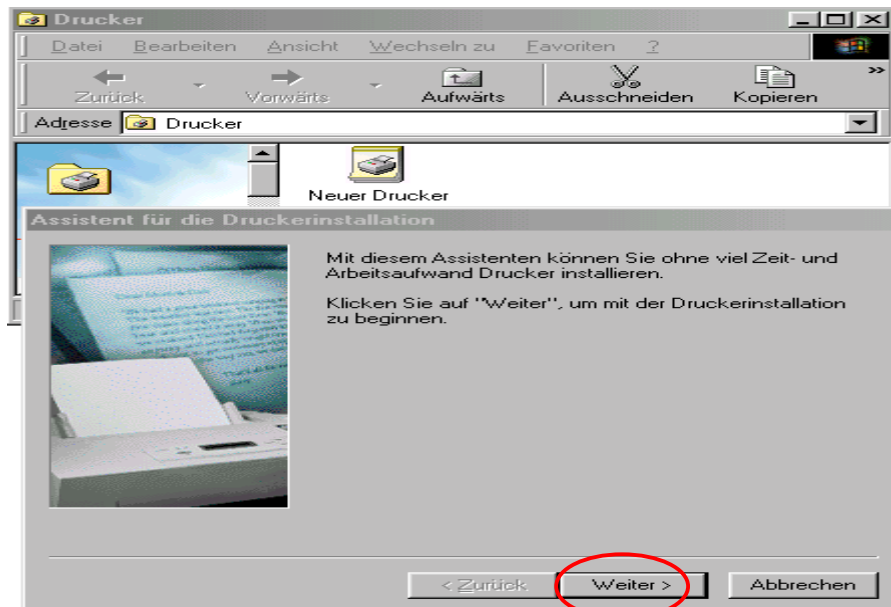 Drucker
Datei Bearbeiten Ansicht Wechseln zu Favoriten ?
Zurück Vorwärts Aufwärts Ausschneiden Kopieren »
Adresse Drucker
Neuer Drucker
Assistent für die Druckerinstallation
Mit diesem Assistenten können Sie ohne viel Zeit- und
Arbeitsaufwand Drucker installieren.
Klicken Sie auf "Weiter", um mit der Druckerinstallation
zu beginnen.
< Zurück Weiter > Abbrechen